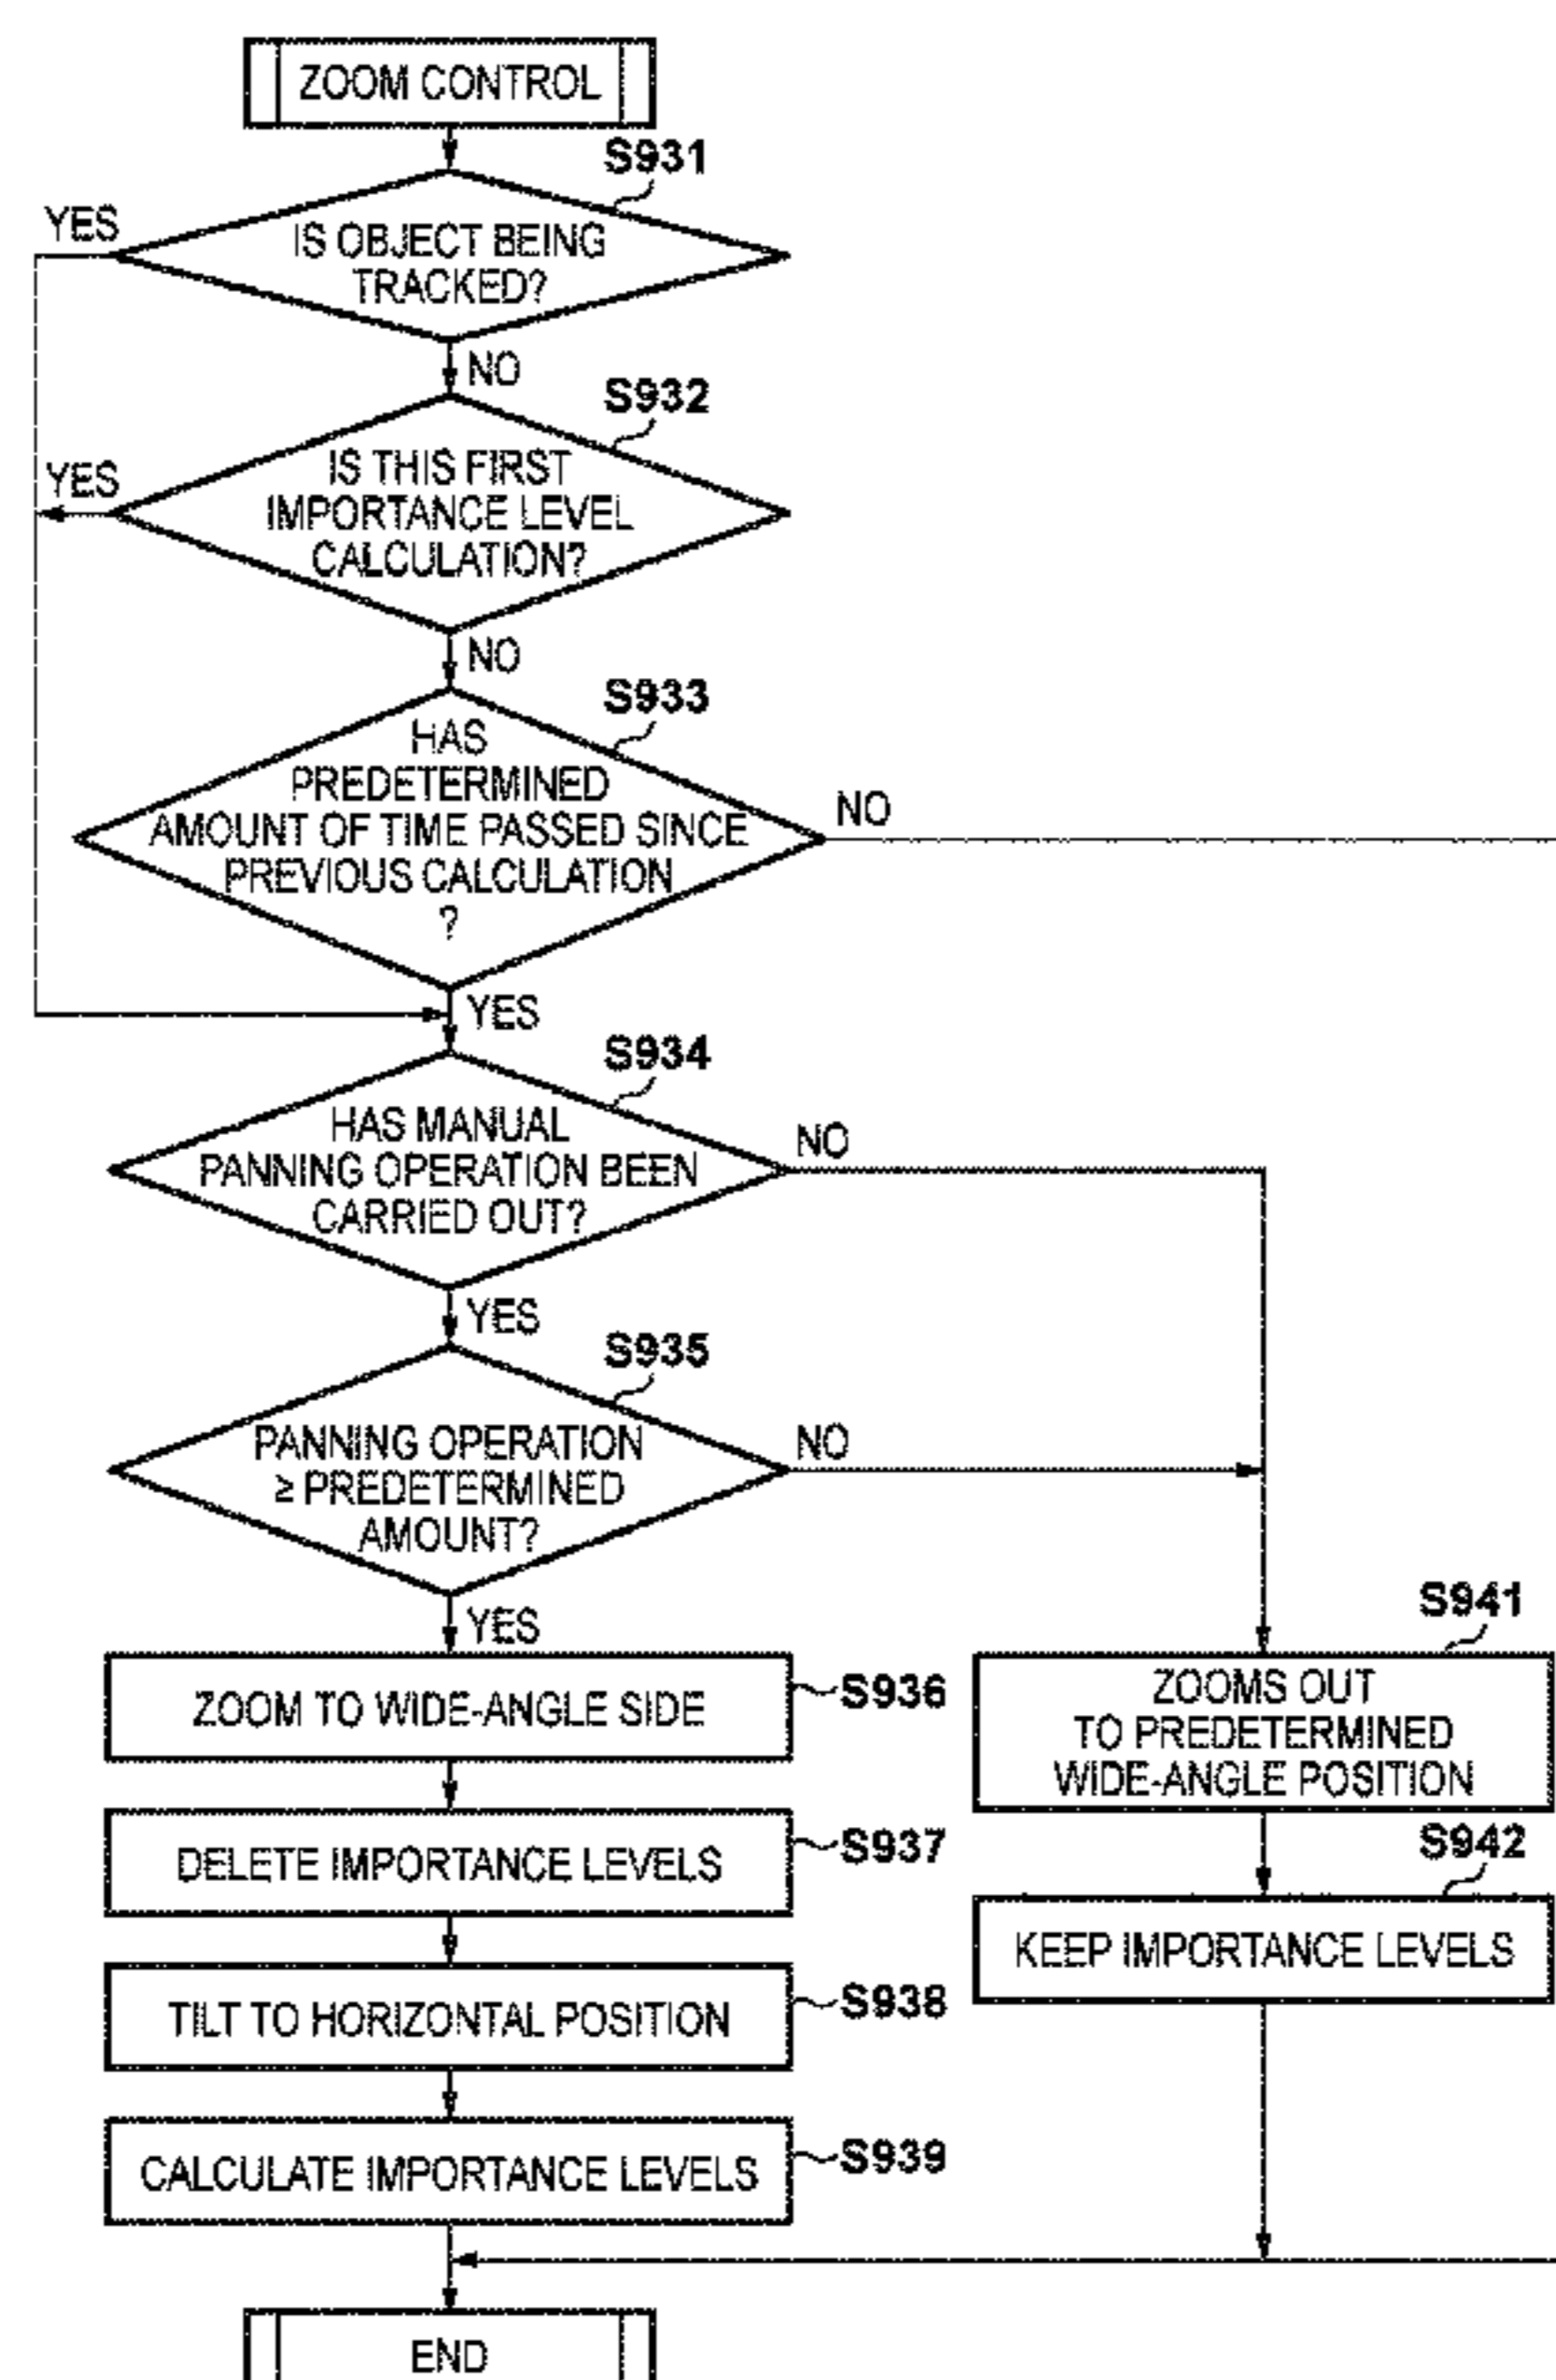 ZOOM CONTROL
S931
YES
IS OBJECT BEING
TRACKED?
NO
S932
YES
IS THIS FIRST
IMPORTANCE LEVEL
CALCULATION?
NO
S933
HAS
PREDETERMINED
AMOUNT OF TIME PASSED SINCE
PREVIOUS CALCULATION
?
NO
YES
S934
HAS MANUAL
PANNING OPERATION BEEN
CARRIED OUT?
NO
YES
S935
PANNING OPERATION
≥ PREDETERMINED
AMOUNT?
NO
YES
ZOOM TO WIDE-ANGLE SIDE
S936
DELETE IMPORTANCE LEVELS
S937
TILT TO HORIZONTAL POSITION
S938
CALCULATE IMPORTANCE LEVELS
S939
S941
ZOOMS OUT
TO PREDETERMINED
WIDE-ANGLE POSITION
S942
KEEP IMPORTANCE LEVELS
END